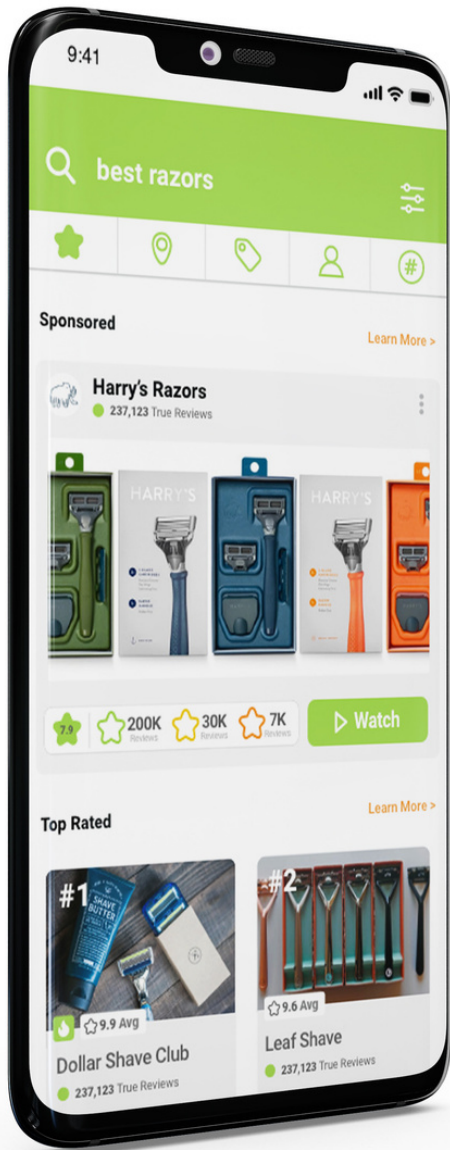 9:41
best razors
#
Sponsored
Learn More >
Harry's Razors
237,123 True Reviews
HARRY'S
HARRY'S
7.9
200K
Reviews
30K
Reviews
7K
Reviews
Watch
Top Rated
Learn More >
#1
SHAVE
BUTTER
9.9 Avg
Dollar Shave Club
237,123 True Reviews
#2
9.6 Avg
Leaf Shave
237,123 True Reviews